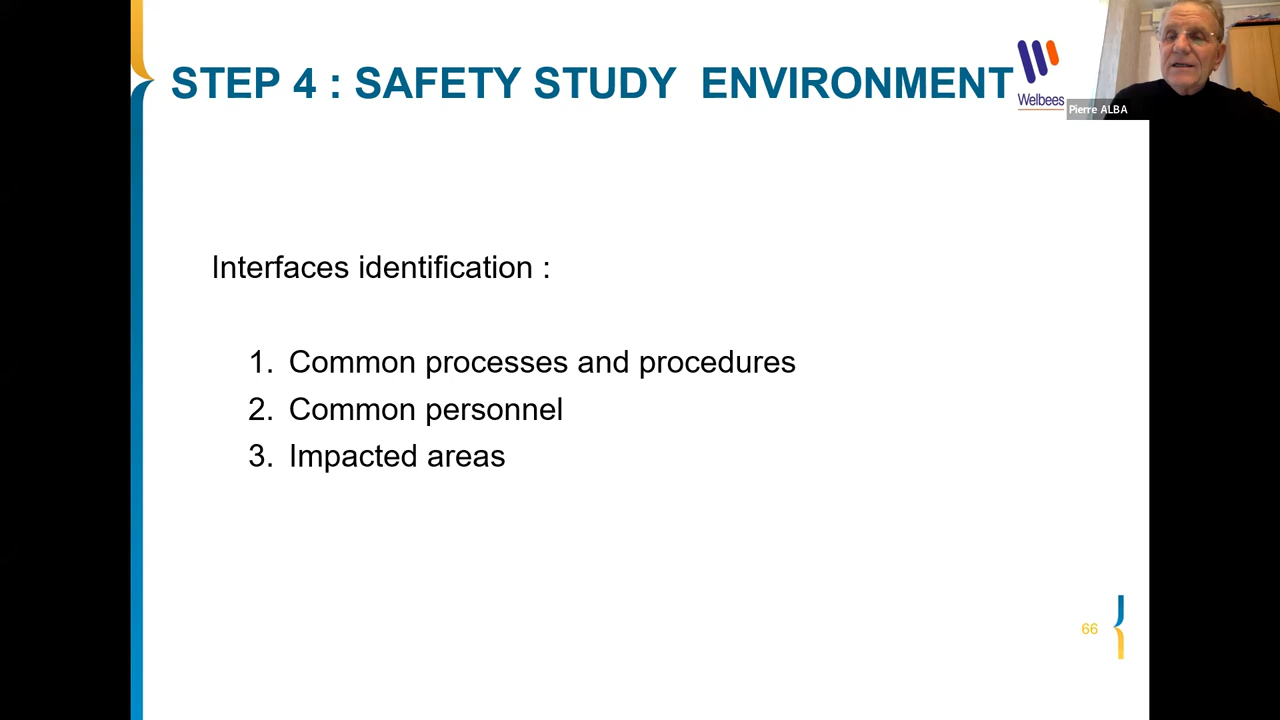 STEP 4 : SAFETY STUDY ENVIRONMENT
Welbees
Pierre ALBA
Interfaces identification :
1. Common processes and procedures
2. Common personnel
3. Impacted areas
66